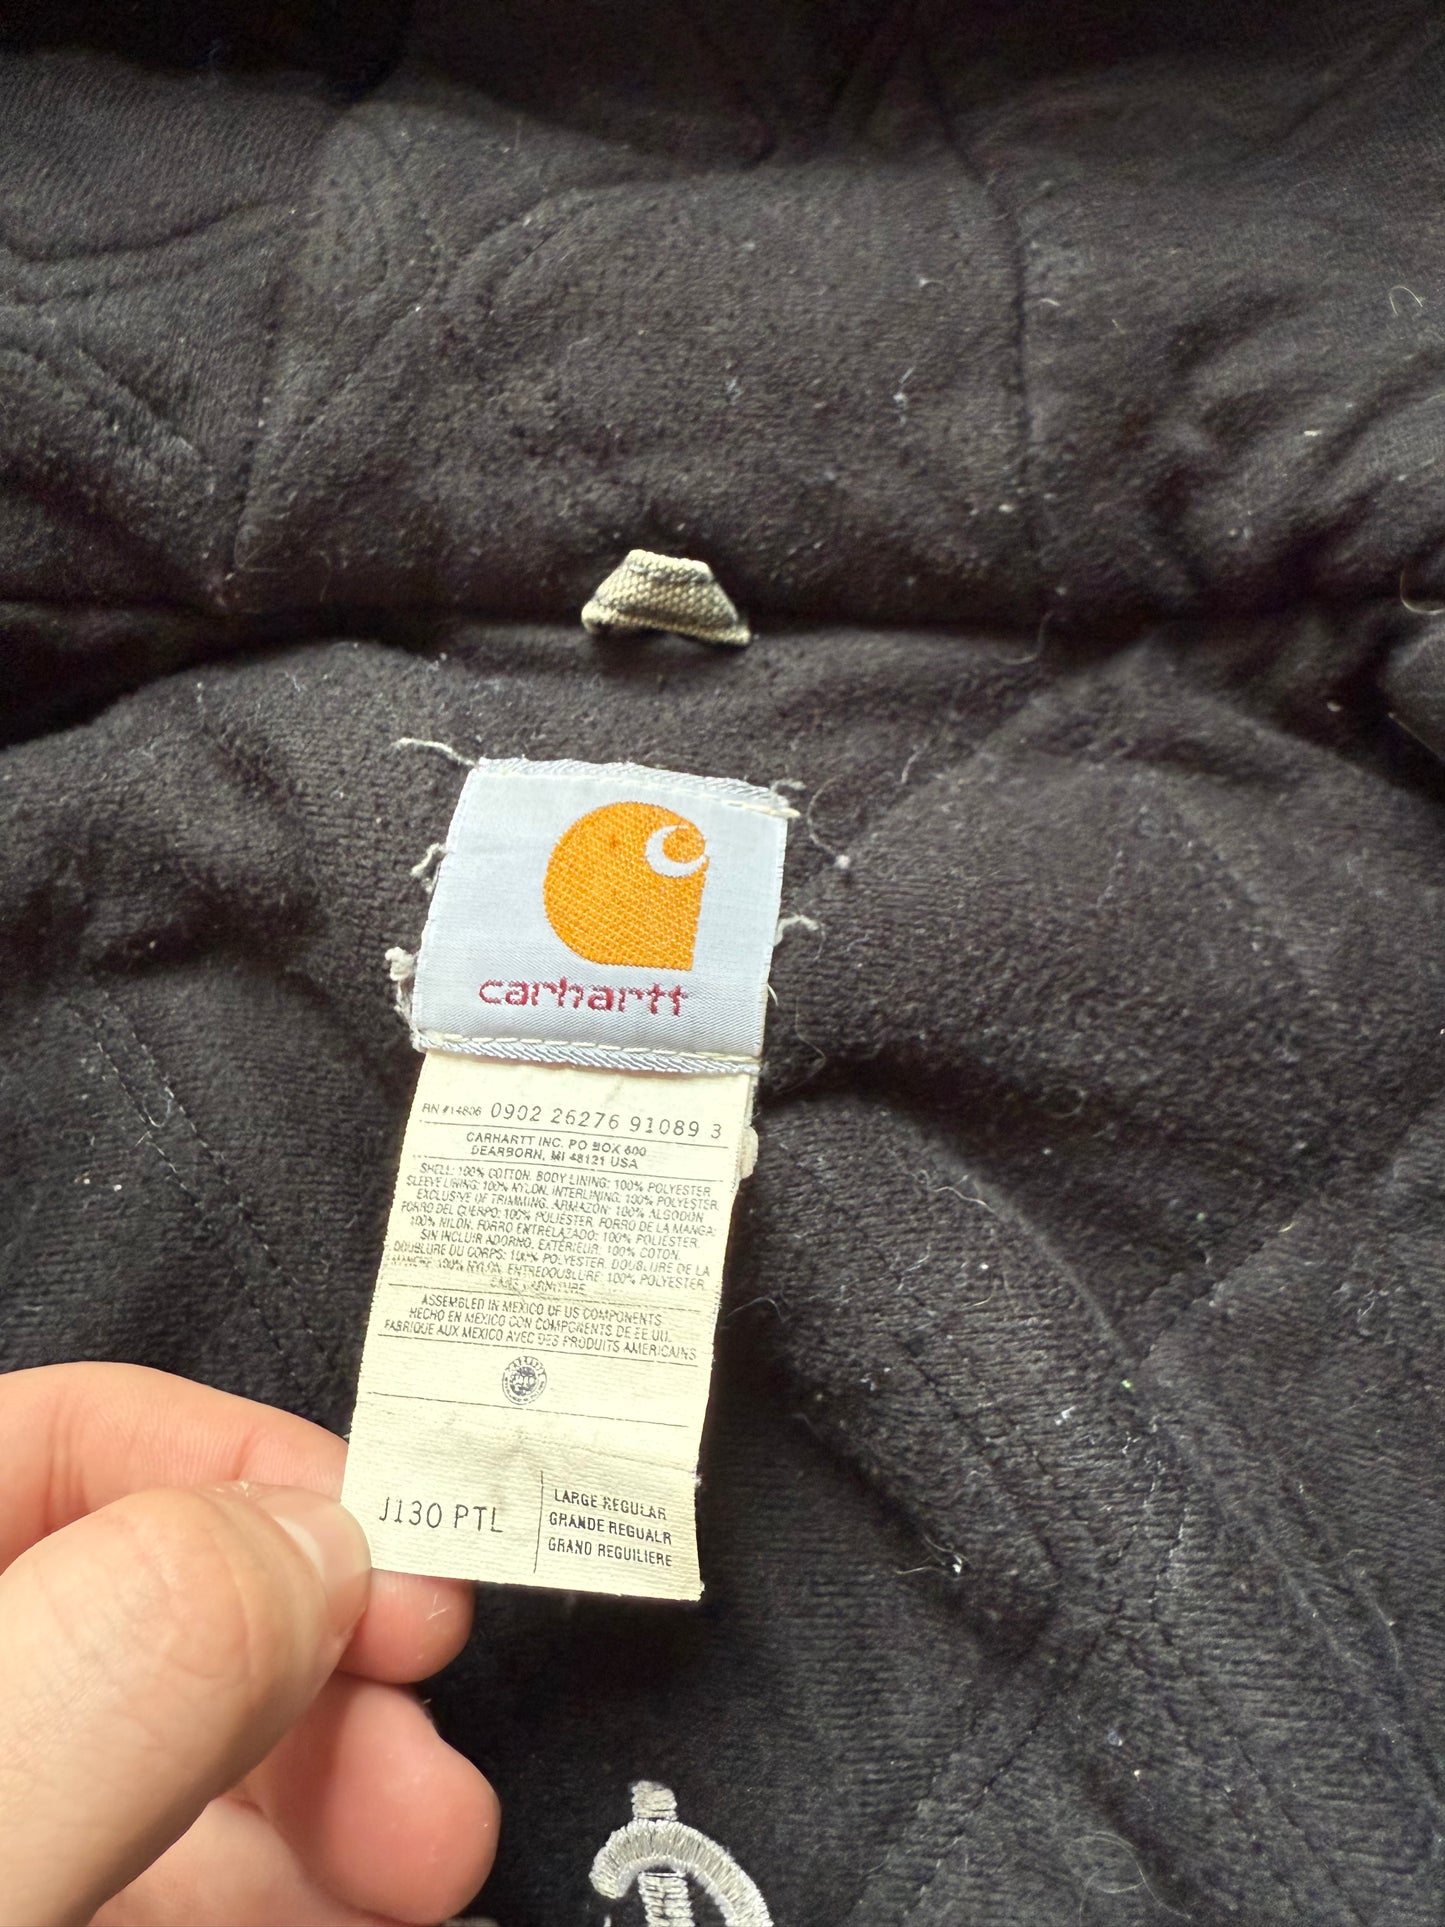 carhartt
RN #14806 0902 26276 91089 3
CARHARTT INC. PO BOX 600
DEARBORN, MI 48121 USA
SHELL: 100% COTTON. BODY LINING: 100% POLYESTER
SLEEVE LINING: 100% NYLON. INTERLINING: 100% POLYESTER
EXCLUSIVE OF TRIMMING. ARMAZON: 100% ALGODON.
FORRO DEL CUERPO: 100% POLIESTER. FORRO DE LA MANGA:
100% NILON. FORRO ENTRELAZADO: 100% POLIESTER.
SIN INCLUIR ADORNO. EXTÉRIEUR: 100% COTON.
DOUBLURE DU CORPS: 100% POLYESTER. DOUBLURE DE LA
100% NYLON. ENTREDOUBLURE: 100% POLYESTER.
ASSEMBLED IN MEXICO OF US COMPONENTS
HECHO EN MEXICO CON COMPONENTS DE EE.UU.
FABRIQUE AUX MEXICO AVEC DES PRODUITS AMERICAINS
J130 PTL
LARGE REGULAR
GRANDE REGUALR
GRAND REGUILIERE